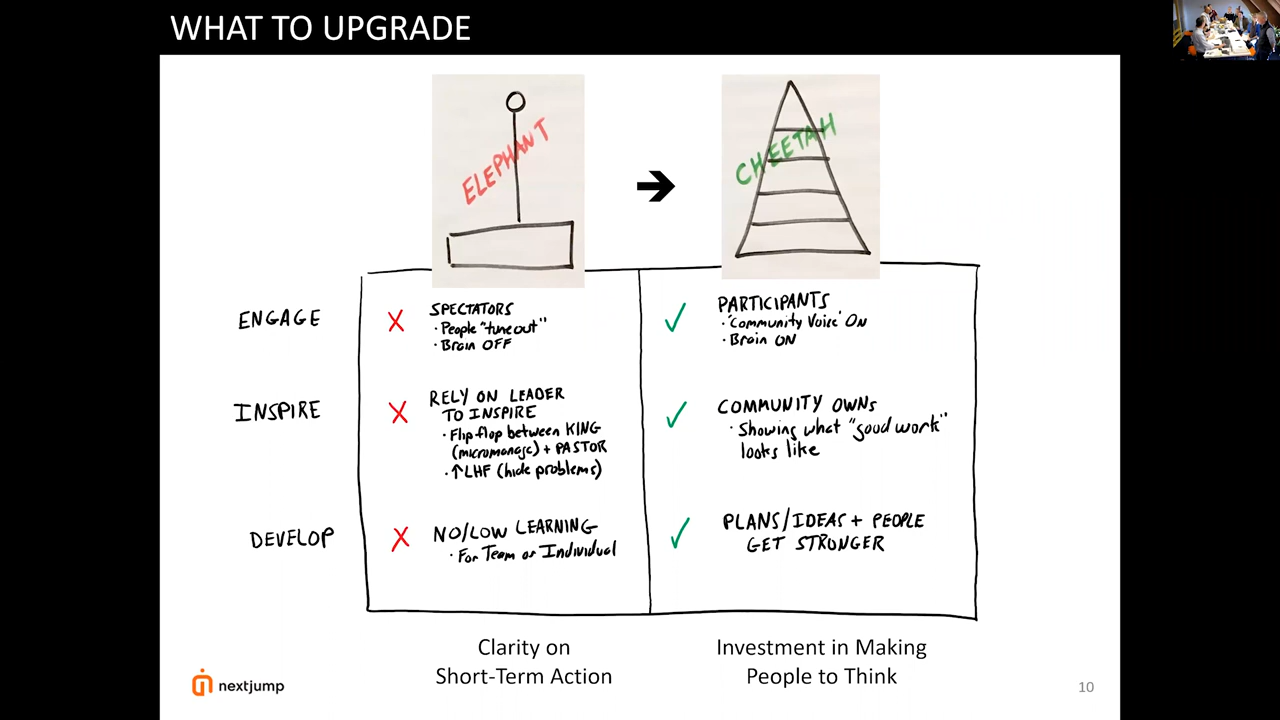 WHAT TO UPGRADE
ELEPHANT
CHEETAH
ENGAGE
SPECTATORS
· People "tune out"
· Brain OFF
PARTICIPANTS
· 'Community Voice' ON
· Brain ON
INSPIRE
RELY ON LEADER
TO INSPIRE
· Flip flop between KING
(micromanage) + PASTOR
· ↑LHF (hide problems)
COMMUNITY OWNS
· Showing what "good work"
looks like
DEVELOP
NO/LOW LEARNING
· For Team or Individual
PLANS/IDEAS + PEOPLE
GET STRONGER
Clarity on
Short-Term Action
Investment in Making
People to Think
nextjump
10